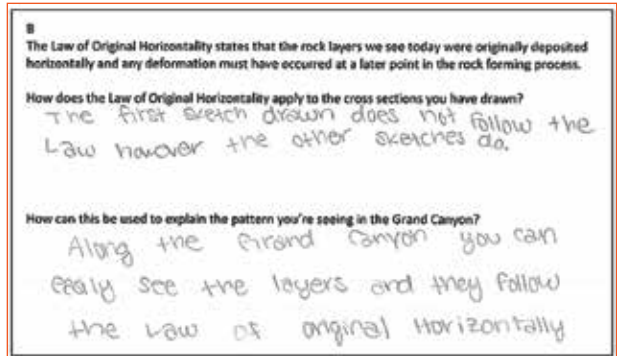 B
The Law of Original Horizontality states that the rock layers we see today were originally deposited
horizontally and any deformation must have occurred at a later point in the rock forming process.
How does the Law of Original Horizontality apply to the cross sections you have drawn?
The first sketch drawn does not follow the
Law however the other sketches do.
How can this be used to explain the pattern you're seeing in the Grand Canyon?
Along the Grand Canyon you can
easily see the layers and they follow
the Law of original Horizontally